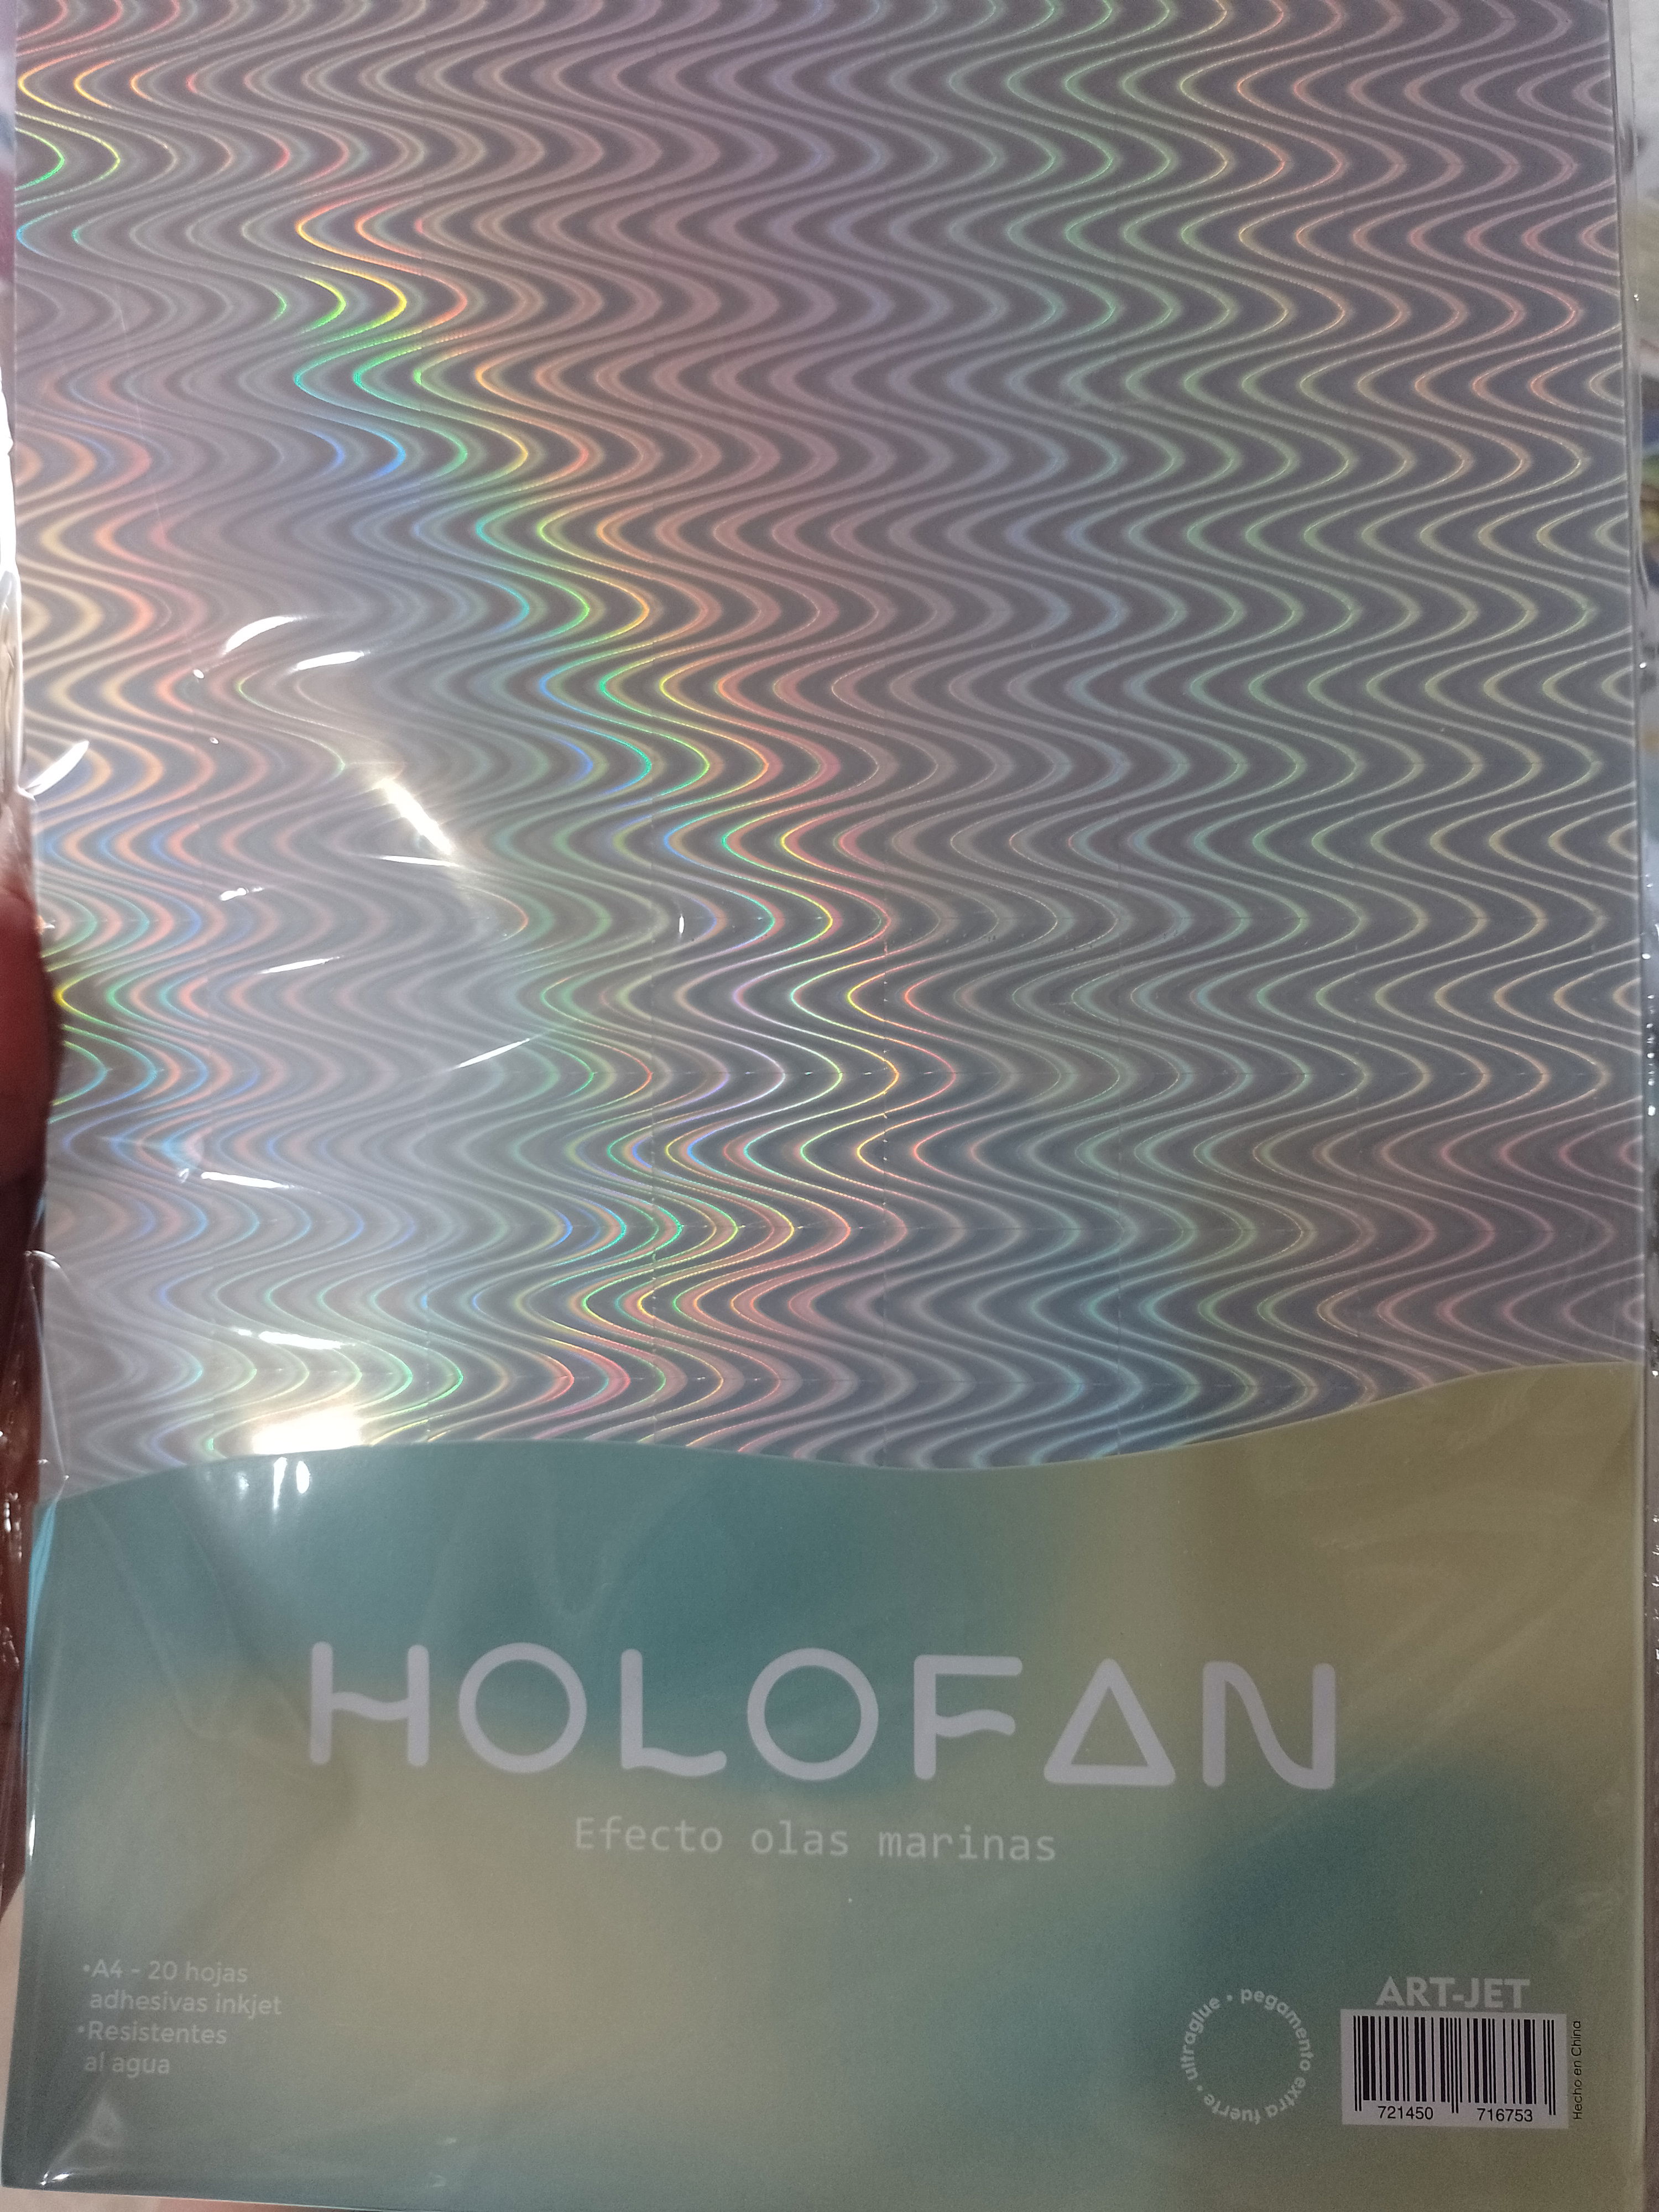 HOLOFAN
Efecto olas marinas
•A4 - 20 hojas
adhesivas inkjet
•Resistentes
al agua
• pegamento extra fuerte • ultraglue
ART-JET
721450 716753
Hecho en China